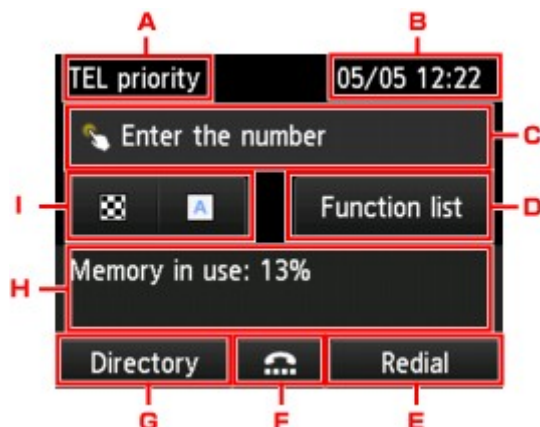 A B
TEL priority 05/05 12:22
Enter the number C
I A Function list D
H Memory in use: 13%
Directory Redial
G F E